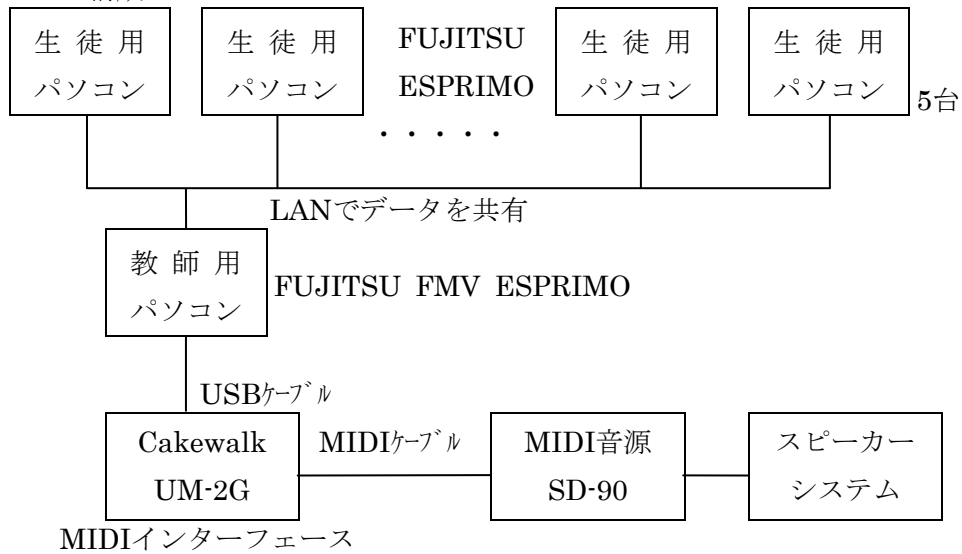 生 徒 用
パソコン
生 徒 用
パソコン
FUJITSU
ESPRIMO
・・・・・
生 徒 用
パソコン
生 徒 用
パソコン
5台
LANでデータを共有
教 師 用
パソコン
FUJITSU FMV ESPRIMO
USBｹｰﾌﾞﾙ
Cakewalk
UM-2G
MIDIｹｰﾌﾞﾙ
MIDI音源
SD-90
スピーカー
システム
MIDIインターフェース